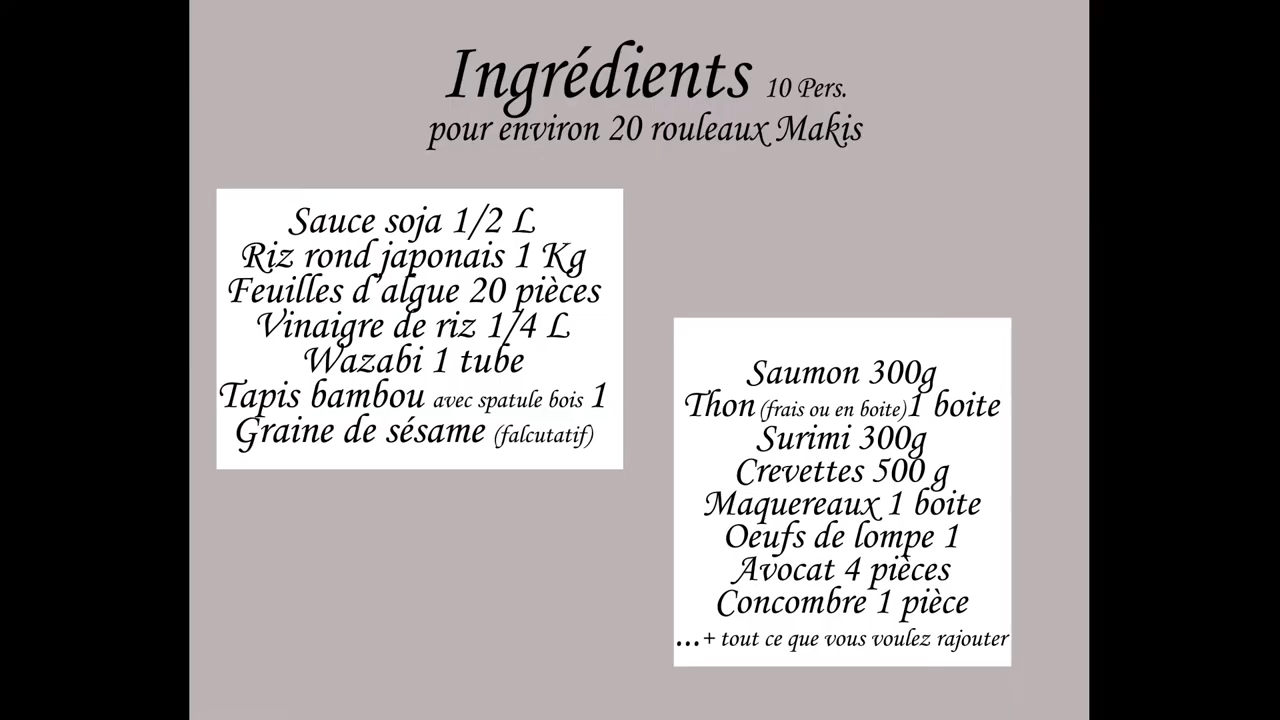 Ingrédients 10 Pers.
pour environ 20 rouleaux Makis
Sauce soja 1/2 L
Riz rond japonais 1 Kg
Feuilles d'algue 20 pièces
Vinaigre de riz 1/4 L
Wazabi 1 tube
Tapis bambou avec spatule bois 1
Graine de sésame (falcutatif)
Saumon 300g
Thon (frais ou en boite) 1 boite
Surimi 300g
Crevettes 500 g
Maquereaux 1 boite
Oeufs de lompe 1
Avocat 4 pièces
Concombre 1 pièce
...+ tout ce que vous voulez rajouter